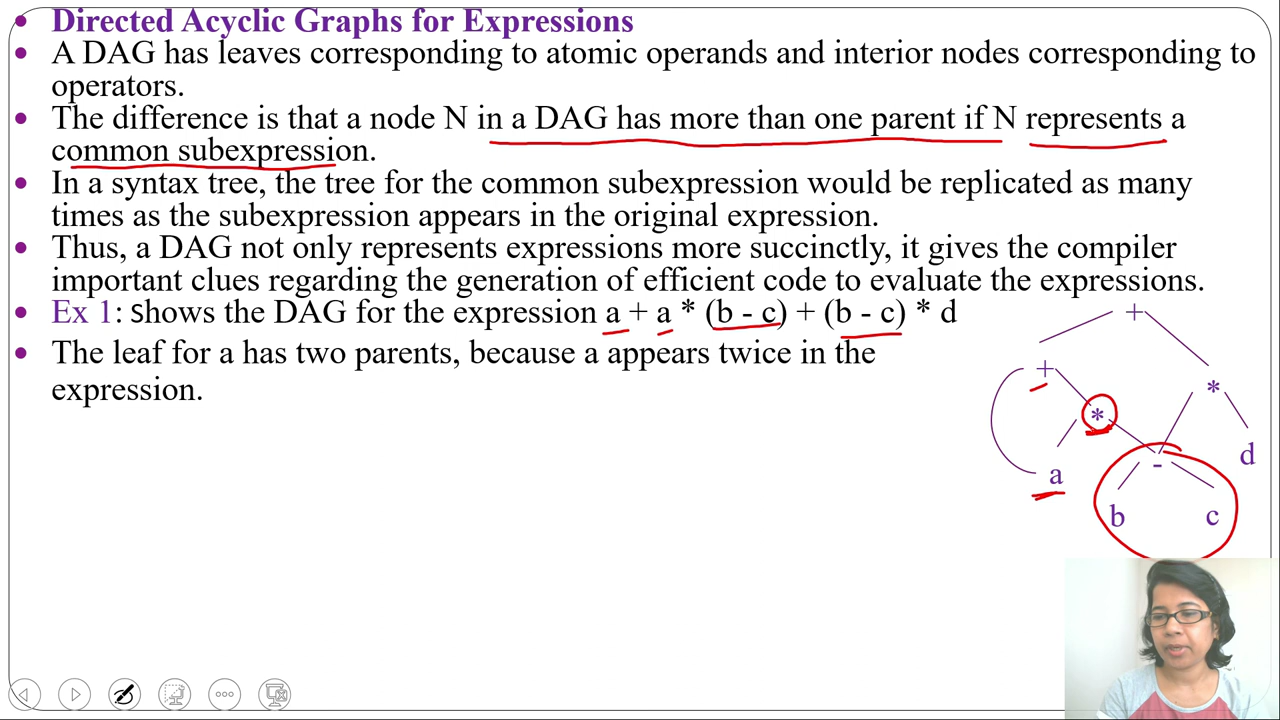 Directed Acyclic Graphs for Expressions
A DAG has leaves corresponding to atomic operands and interior nodes corresponding to
operators.
The difference is that a node N in a DAG has more than one parent if N represents a
common subexpression.
In a syntax tree, the tree for the common subexpression would be replicated as many
times as the subexpression appears in the original expression.
Thus, a DAG not only represents expressions more succinctly, it gives the compiler
important clues regarding the generation of efficient code to evaluate the expressions.
Ex 1: Shows the DAG for the expression a + a * (b - c) + (b - c) * d
The leaf for a has two parents, because a appears twice in the
expression.
+
+
*
*
-
d
a
b
c